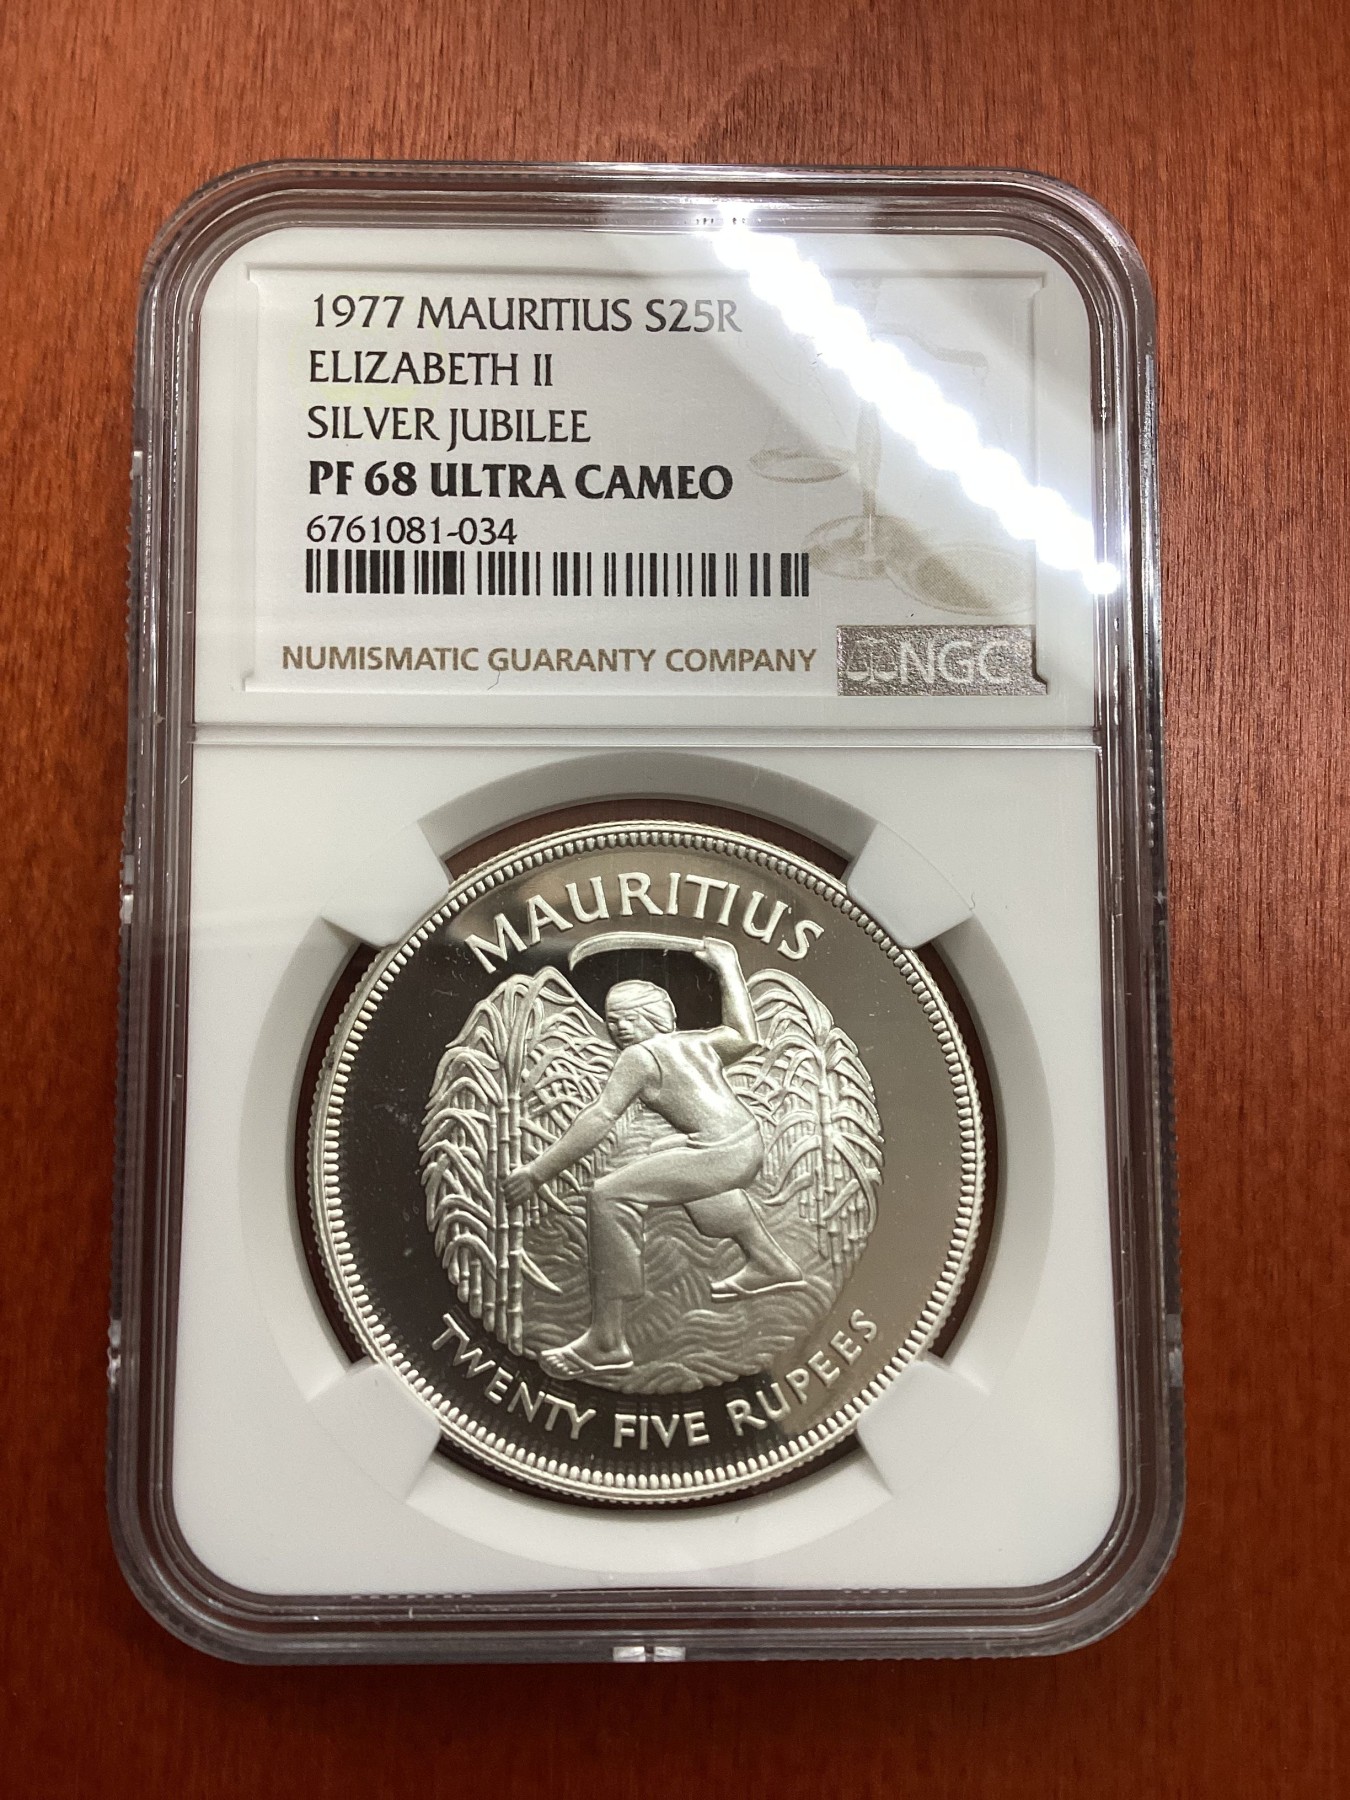 1977 MAURITIUS S25R
ELIZABETH II
SILVER JUBILEE
PF 68 ULTRA CAMEO
6761081-034
NUMISMATIC GUARANTY COMPANY
NGC
MAURITIUS
TWENTY FIVE RUPEES